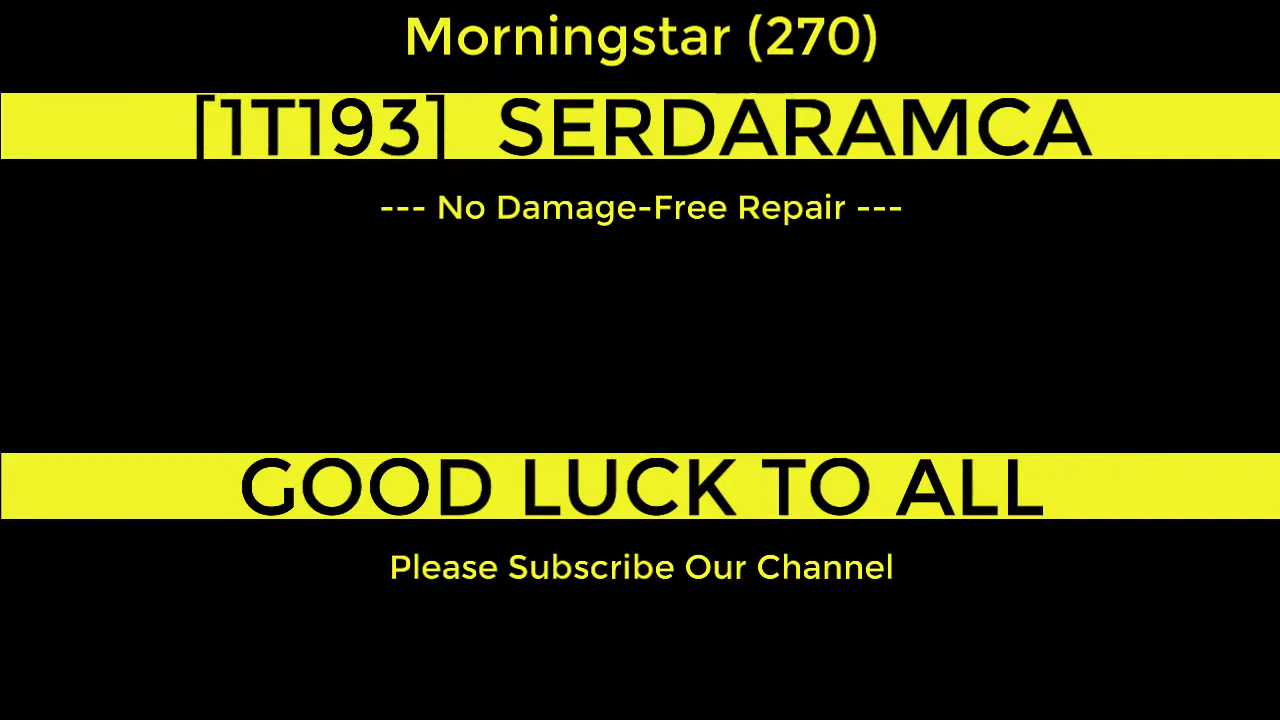 Morningstar (270)
[1T193] SERDARAMCA
--- No Damage-Free Repair ---
GOOD LUCK TO ALL
Please Subscribe Our Channel